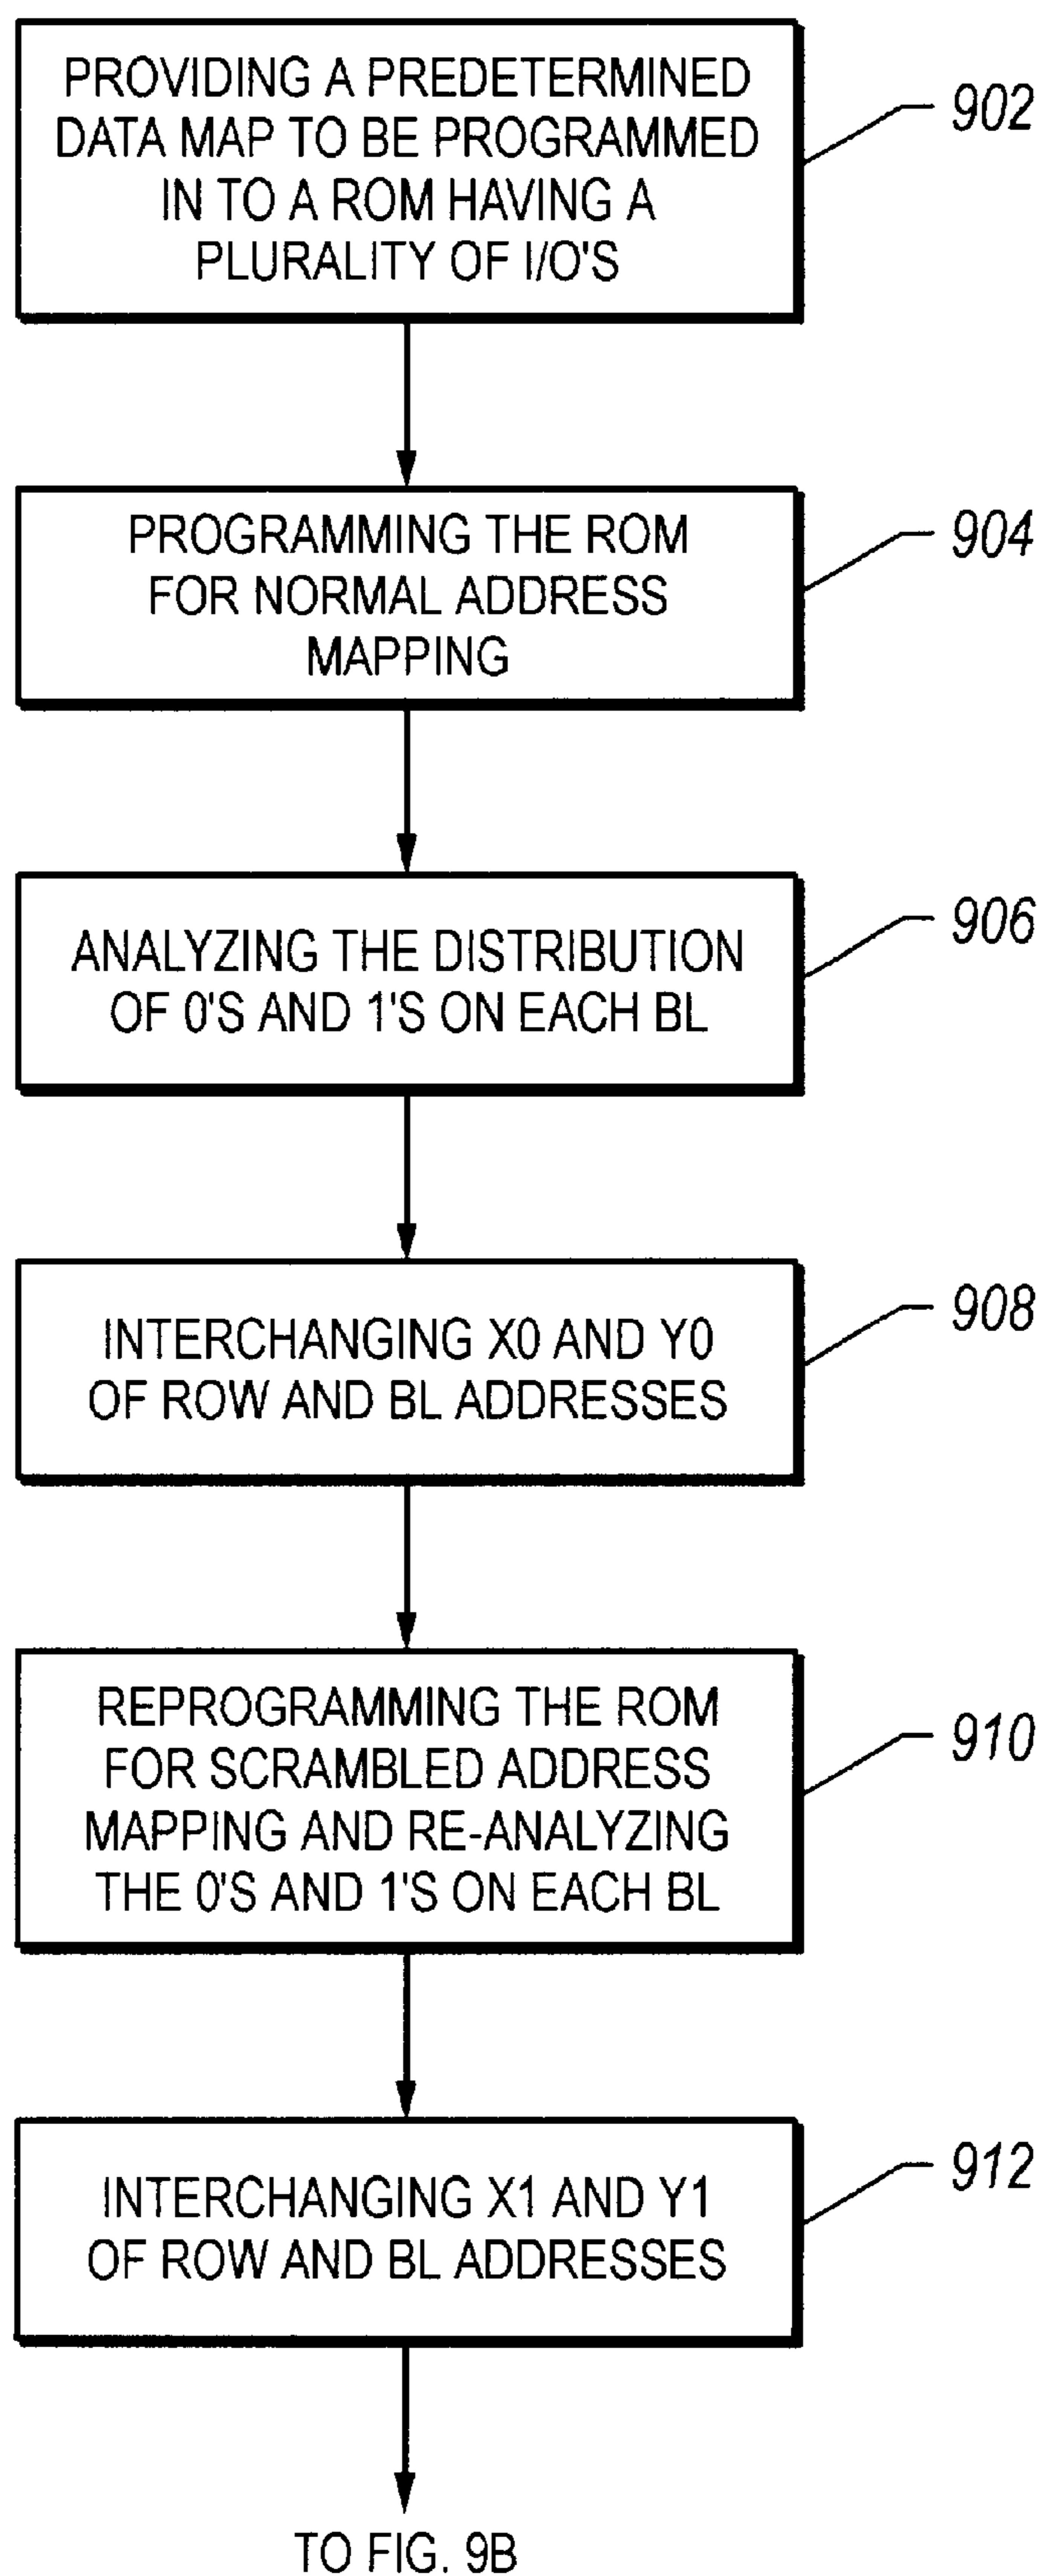 PROVIDING A PREDETERMINED
DATA MAP TO BE PROGRAMMED
IN TO A ROM HAVING A
PLURALITY OF I/O'S
902
PROGRAMMING THE ROM
FOR NORMAL ADDRESS
MAPPING
904
ANALYZING THE DISTRIBUTION
OF 0'S AND 1'S ON EACH BL
906
INTERCHANGING X0 AND Y0
OF ROW AND BL ADDRESSES
908
REPROGRAMMING THE ROM
FOR SCRAMBLED ADDRESS
MAPPING AND RE-ANALYZING
THE 0'S AND 1'S ON EACH BL
910
INTERCHANGING X1 AND Y1
OF ROW AND BL ADDRESSES
912
TO FIG. 9B